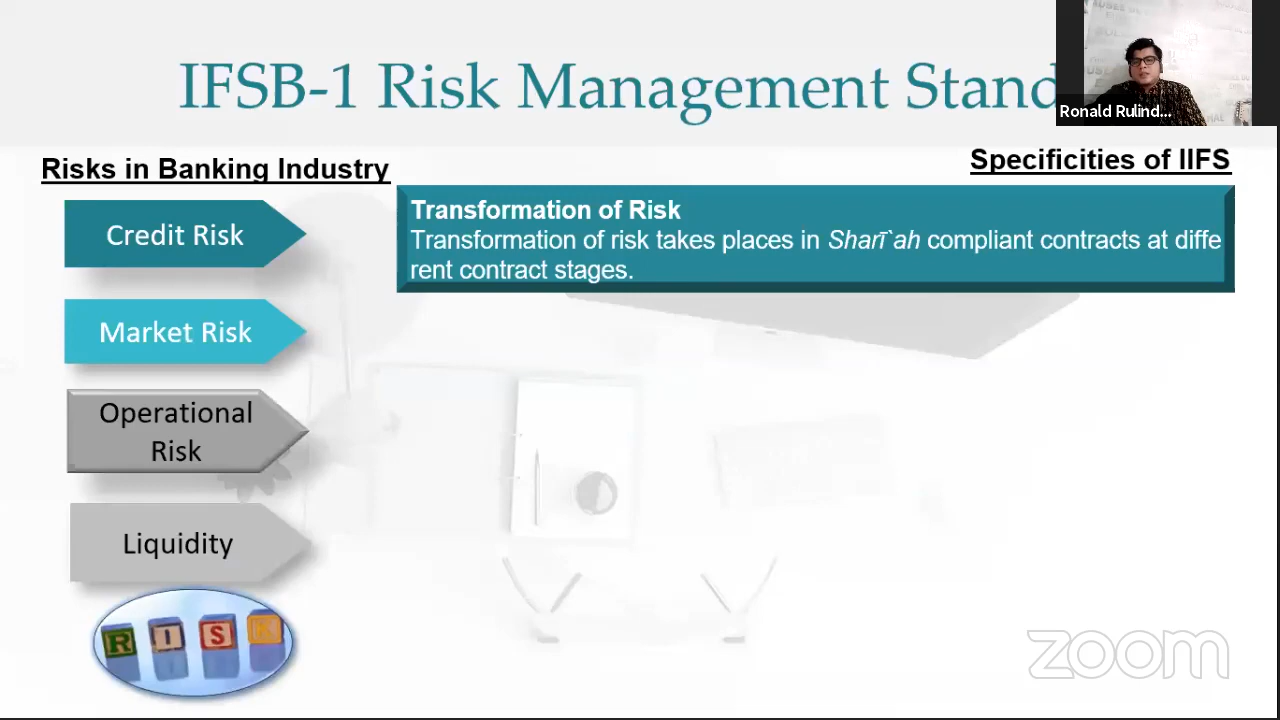 IFSB-1 Risk Management Stand
Ronald Rulind...
Risks in Banking Industry
Specificities of IIFS
Credit Risk
Transformation of Risk
Transformation of risk takes places in Sharī`ah compliant contracts at diffe
rent contract stages.
Market Risk
Operational
Risk
Liquidity
R I S K
zoom